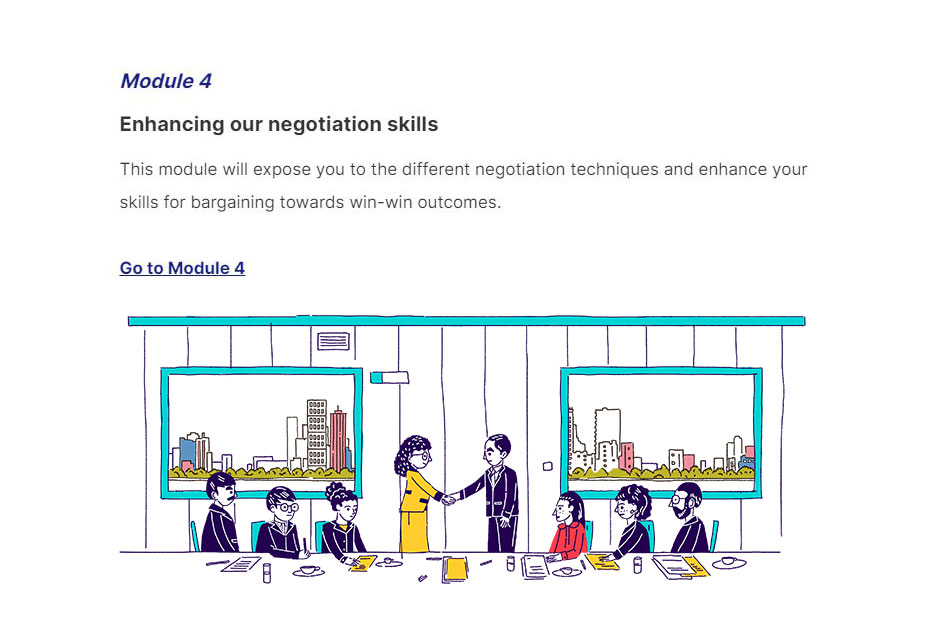 Module 4
Enhancing our negotiation skills
This module will expose you to the different negotiation techniques and enhance your
skills for bargaining towards win-win outcomes.
Go to Module 4